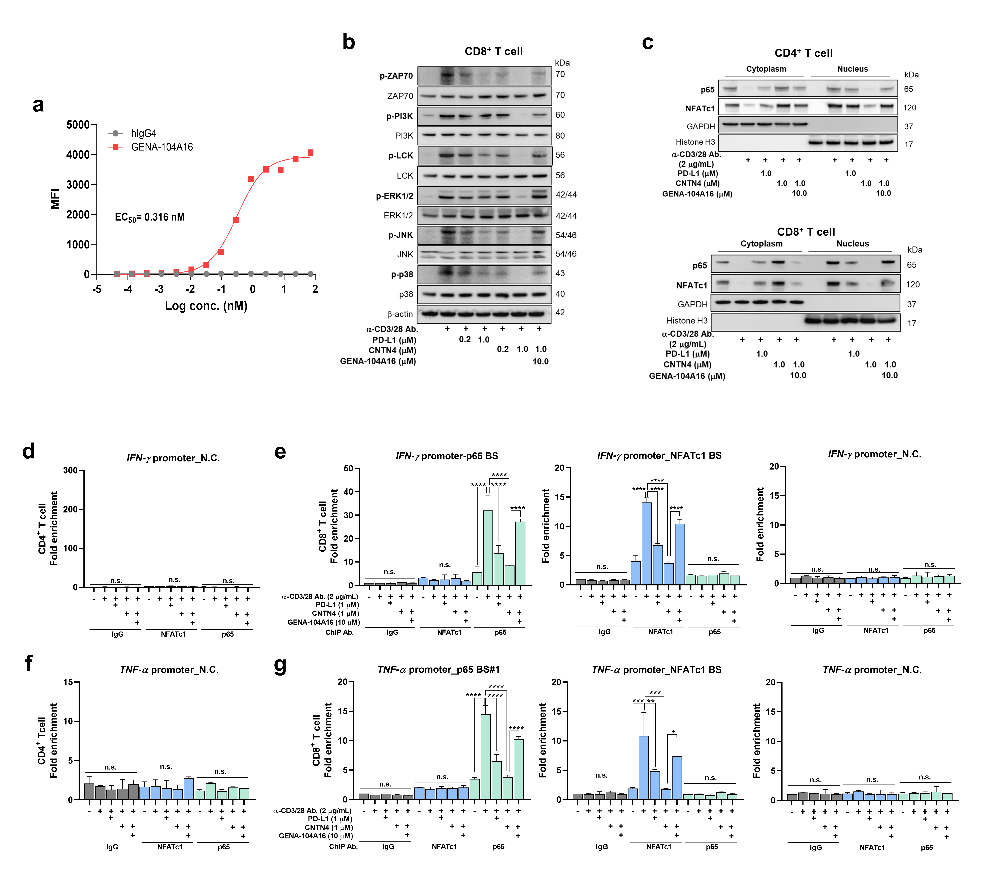 a
5000
4000
3000
2000
1000
0
MFI
hIgG4
GENA-104A16
EC50= 0.316 nM
-5 -4 -3 -2 -1 0 1 2
Log conc. (nM)
b
CD8+ T cell
kDa
p-ZAP70 70
ZAP70 70
p-PI3K 60
PI3K 80
p-LCK 56
LCK 56
p-ERK1/2 42/44
ERK1/2 42/44
p-JNK 54/46
JNK 54/46
p-p38 43
p38 40
β-actin 42
α-CD3/28 Ab. + + + + + +
PD-L1 (μM) 0.2 1.0
CNTN4 (μM) 0.2 1.0 1.0
GENA-104A16 (μM) 10.0
c
CD4+ T cell
Cytoplasm Nucleus
kDa
p65 65
NFATc1 120
GAPDH 37
Histone H3 17
α-CD3/28 Ab. + + + + + + + +
(2 μg/mL)
PD-L1 (μM) 1.0 1.0
CNTN4 (μM) 1.0 1.0 1.0 1.0
GENA-104A16 (μM) 10.0 10.0
CD8+ T cell
Cytoplasm Nucleus
kDa
p65 65
NFATc1 120
GAPDH 37
Histone H3 17
α-CD3/28 Ab. + + + + + + + +
(2 μg/mL)
PD-L1 (μM) 1.0 1.0
CNTN4 (μM) 1.0 1.0 1.0 1.0
GENA-104A16 (μM) 10.0 10.0
d
IFN-γ promoter_N.C.
CD4+ T cell
Fold enrichment
300
200
100
0
n.s. n.s. n.s.
- + + + + - + + + + - + + + +
+ + +
+ + + + + +
+ + +
IgG NFATc1 p65
e
IFN-γ promoter-p65 BS
CD8+ T cell
Fold enrichment
50
40
30
20
10
0
n.s. n.s. **** **** **** ****
α-CD3/28 Ab. (2 μg/mL) - + + + + - + + + + - + + + +
PD-L1 (1 μM) + + +
CNTN4 (1 μM) + + + + + +
GENA-104A16 (10 μM) + + +
ChIP Ab. IgG NFATc1 p65
IFN-γ promoter_NFATc1 BS
Fold enrichment
20
15
10
5
0
n.s. **** **** **** **** n.s.
- + + + + - + + + + - + + + +
+ + +
+ + + + + +
+ + +
IgG NFATc1 p65
IFN-γ promoter_N.C.
Fold enrichment
20
15
10
5
0
n.s. n.s. n.s.
- + + + + - + + + + - + + + +
+ + +
+ + + + + +
+ + +
IgG NFATc1 p65
f
TNF-α promoter_N.C.
CD4+ Tcell
Fold enrichment
15
10
5
0
n.s. n.s. n.s.
- + + + + - + + + + - + + + +
+ + +
+ + + + + +
+ + +
IgG NFATc1 p65
g
TNF-α promoter_p65 BS#1
CD8+ T cell
Fold enrichment
20
15
10
5
0
n.s. n.s. **** **** **** ****
α-CD3/28 Ab. (2 μg/mL) - + + + + - + + + + - + + + +
PD-L1 (1 μM) + + +
CNTN4 (1 μM) + + + + + +
GENA-104A16 (10 μM) + + +
ChIP Ab. IgG NFATc1 p65
TNF-α promoter_NFATc1 BS
Fold enrichment
20
15
10
5
0
n.s. *** *** ** * n.s.
- + + + + - + + + + - + + + +
+ + +
+ + + + + +
+ + +
IgG NFATc1 p65
TNF-α promoter_N.C.
Fold enrichment
20
15
10
5
0
n.s. n.s. n.s.
- + + + + - + + + + - + + + +
+ + +
+ + + + + +
+ + +
IgG NFATc1 p65